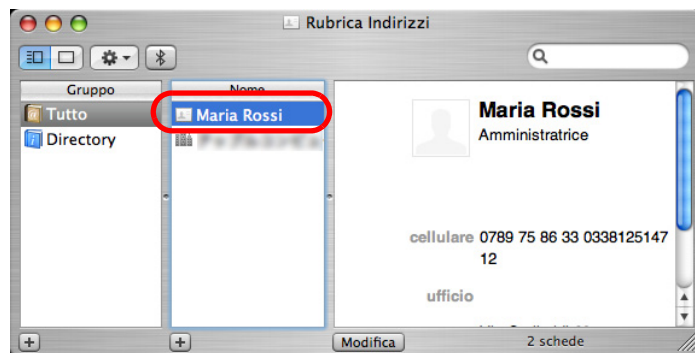 Rubrica Indirizzi
Gruppo
Nome
Tutto
Directory
Maria Rossi
Maria Rossi
Amministratrice
cellulare 0789 75 86 33 0338125147
12
ufficio
Modifica
2 schede